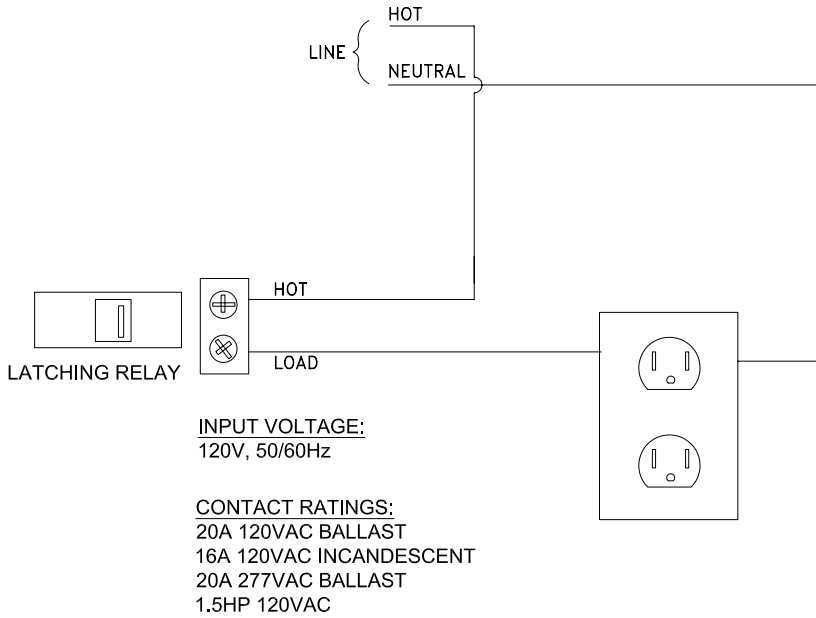 HOT
LINE
NEUTRAL
HOT
LATCHING RELAY
LOAD
INPUT VOLTAGE:
120V, 50/60Hz
CONTACT RATINGS:
20A 120VAC BALLAST
16A 120VAC INCANDESCENT
20A 277VAC BALLAST
1.5HP 120VAC